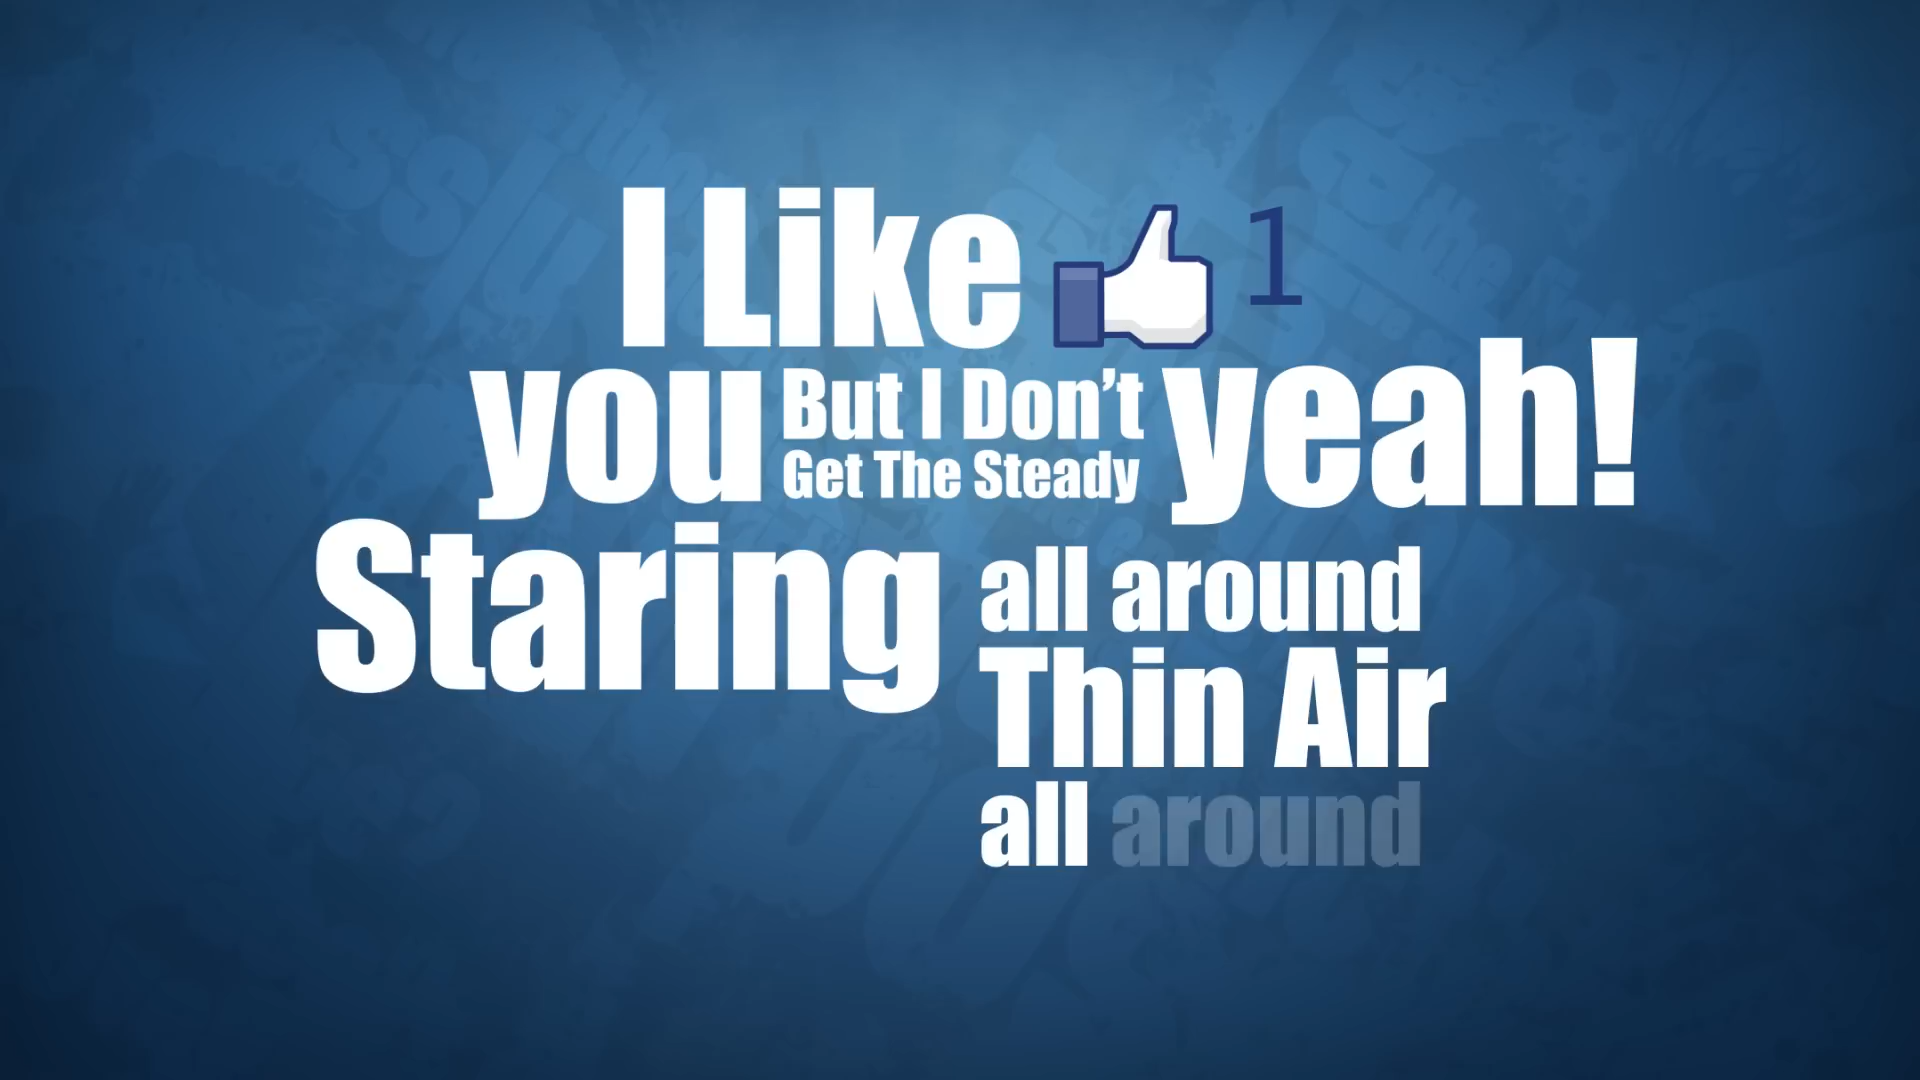 I Like 1
you But I Don't
Get The Steady
yeah!
Staring all around
Thin Air
all around